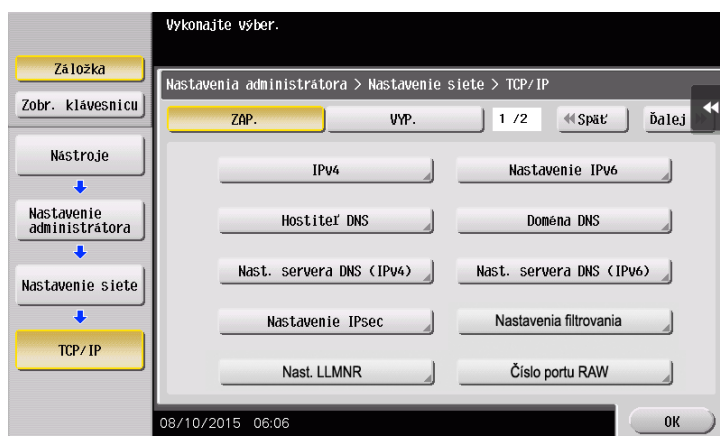 Vykonajte výber.
Záložka
Zobr. klávesnicu
Nastavenia administrátora > Nastavenie siete > TCP/IP
ZAP.
VYP.
1 /2
Späť
Ďalej
Nástroje
Nastavenie
administrátora
Nastavenie siete
TCP/IP
IPv4
Nastavenie IPv6
Hostiteľ DNS
Doména DNS
Nast. servera DNS (IPv4)
Nast. servera DNS (IPv6)
Nastavenie IPsec
Nastavenia filtrovania
Nast. LLMNR
Číslo portu RAW
08/10/2015 06:06
OK